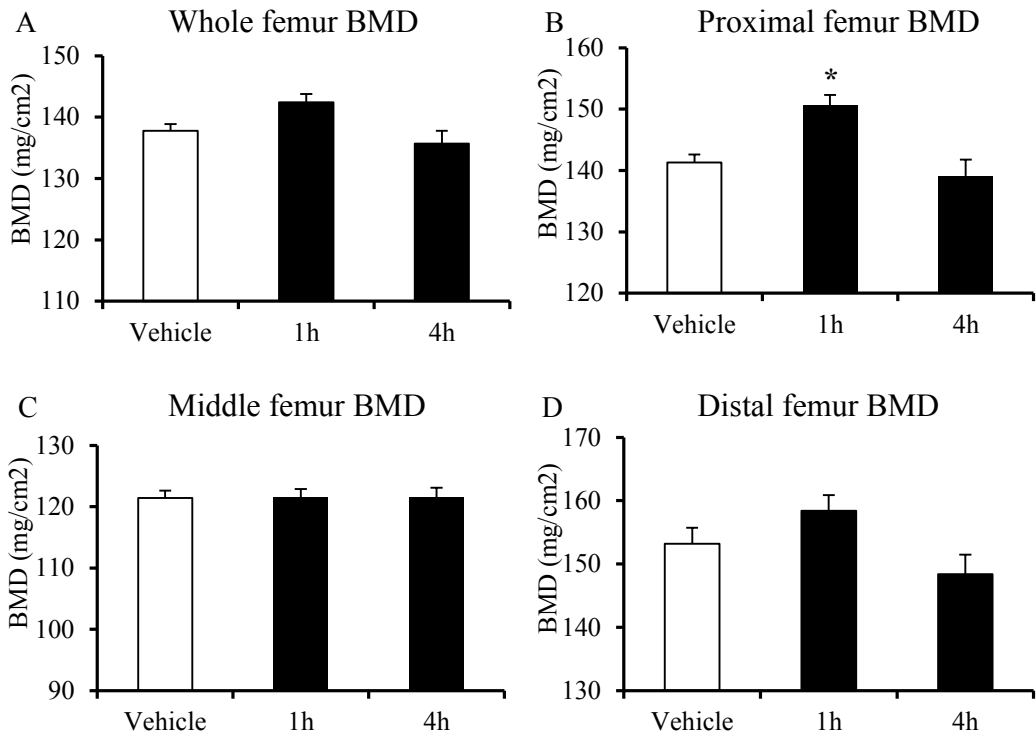 A
Whole femur BMD
BMD (mg/cm2)
150
140
130
120
110
Vehicle
1h
4h
B
Proximal femur BMD
BMD (mg/cm2)
160
150
140
130
120
*
Vehicle
1h
4h
C
Middle femur BMD
BMD (mg/cm2)
130
120
110
100
90
Vehicle
1h
4h
D
Distal femur BMD
BMD (mg/cm2)
170
160
150
140
130
Vehicle
1h
4h